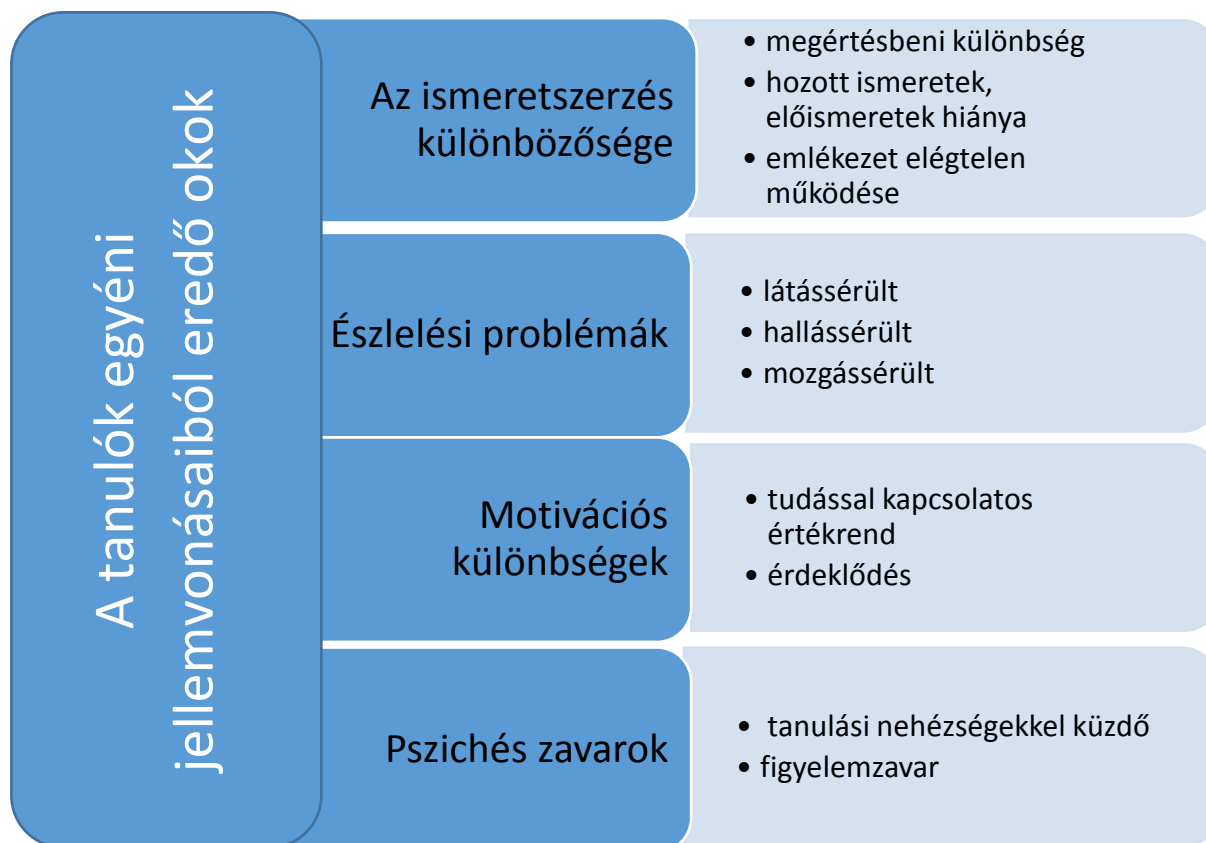 A tanulók egyéni
jellemvonásaiból eredő okok
Az ismeretszerzés
különbözősége
• megértésbeni különbség
• hozott ismeretek,
előismeretek hiánya
• emlékezet elégtelen
működése
Észlelési problémák
• látássérült
• hallássérült
• mozgássérült
Motivációs
különbségek
• tudással kapcsolatos
értékrend
• érdeklődés
Pszichés zavarok
• tanulási nehézségekkel küzdő
• figyelemzavar